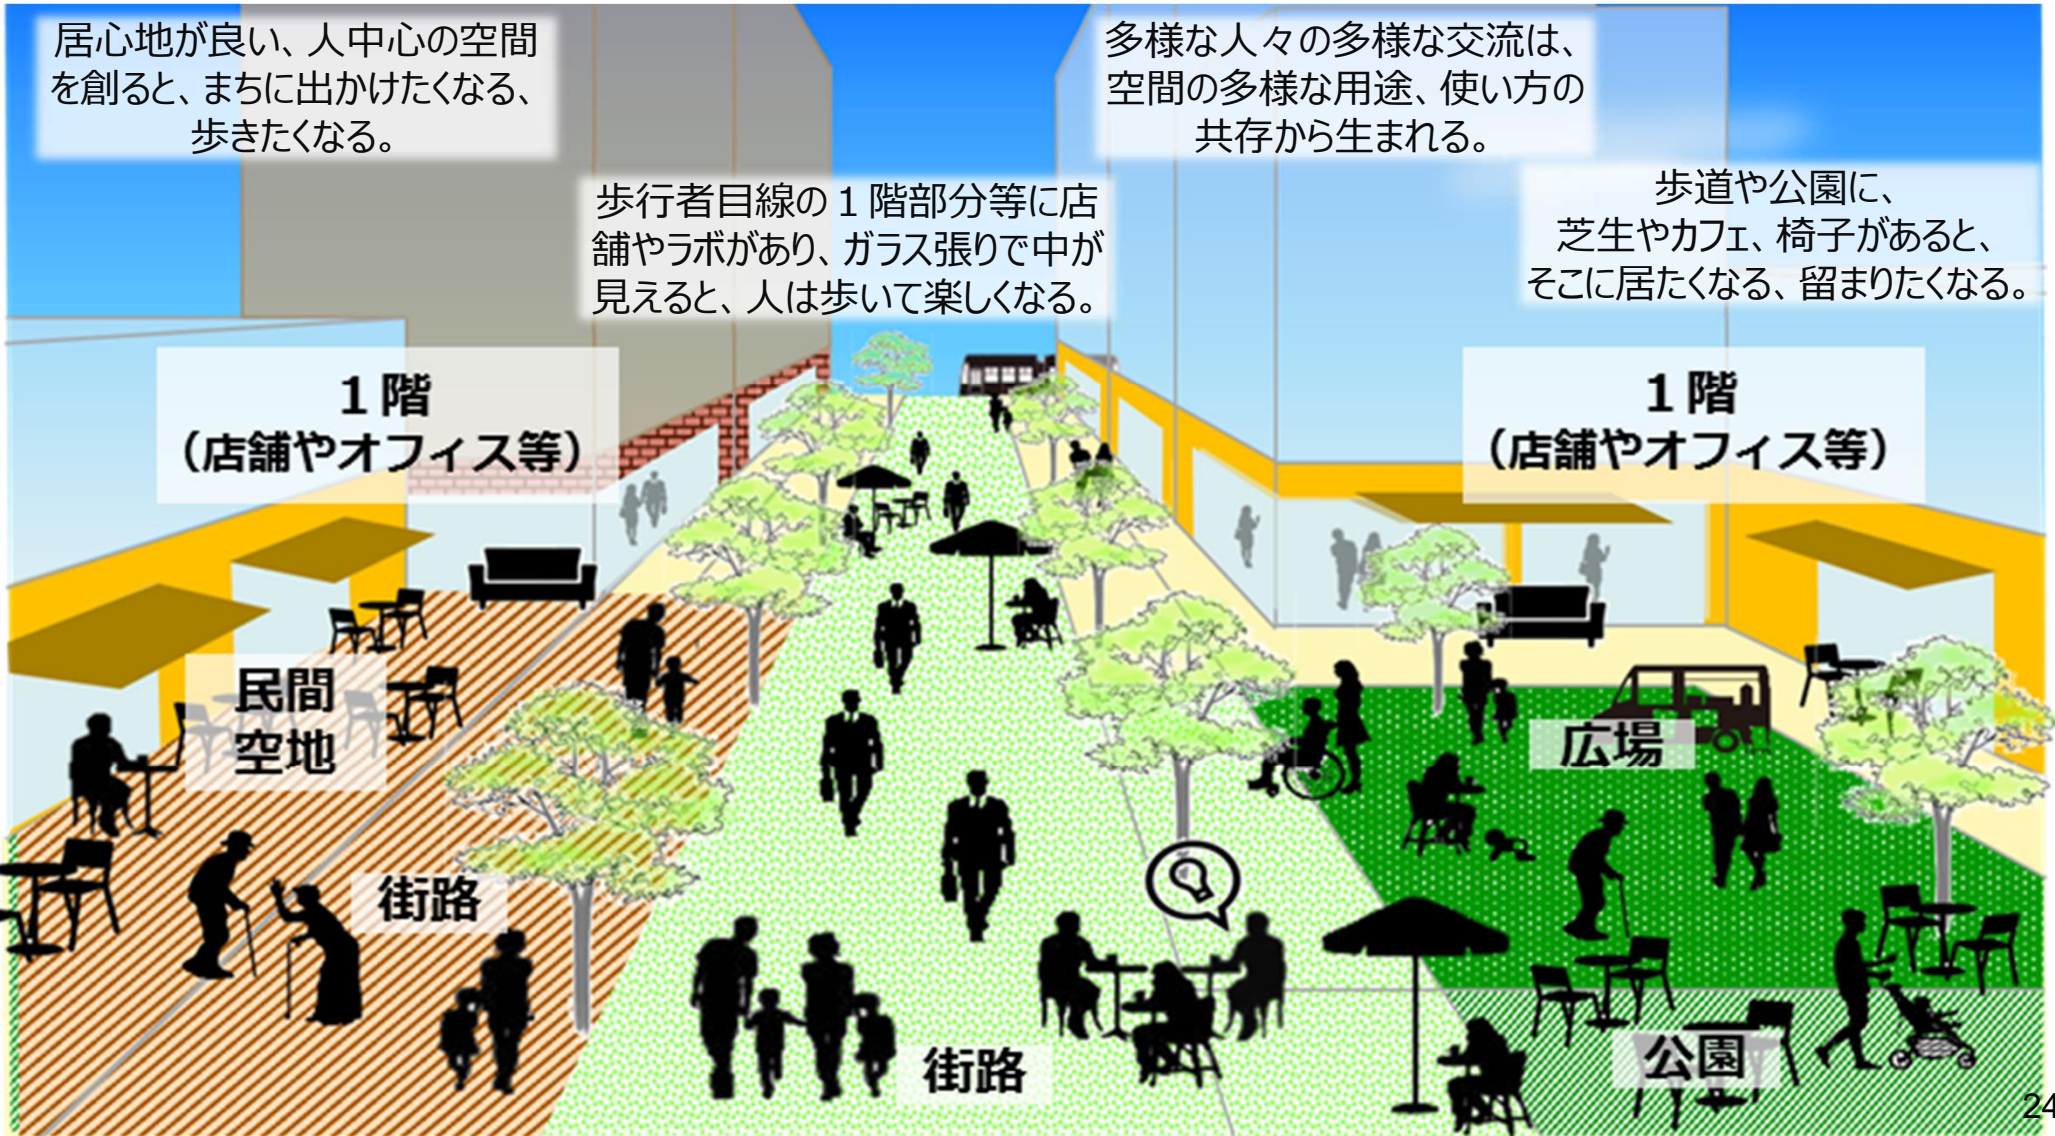 居心地が良い、人中心の空間
を創ると、まちに出かけたくなる、
歩きたくなる。
多様な人々の多様な交流は、
空間の多様な用途、使い方の
共存から生まれる。
歩行者目線の1階部分等に店
舗やラボがあり、ガラス張りで中が
見えると、人は歩いて楽しくなる。
歩道や公園に、
芝生やカフェ、椅子があると、
そこに居たくなる、留まりたくなる。
1階
（店舗やオフィス等）
1階
（店舗やオフィス等）
民間
空地
広場
街路
街路
公園
24